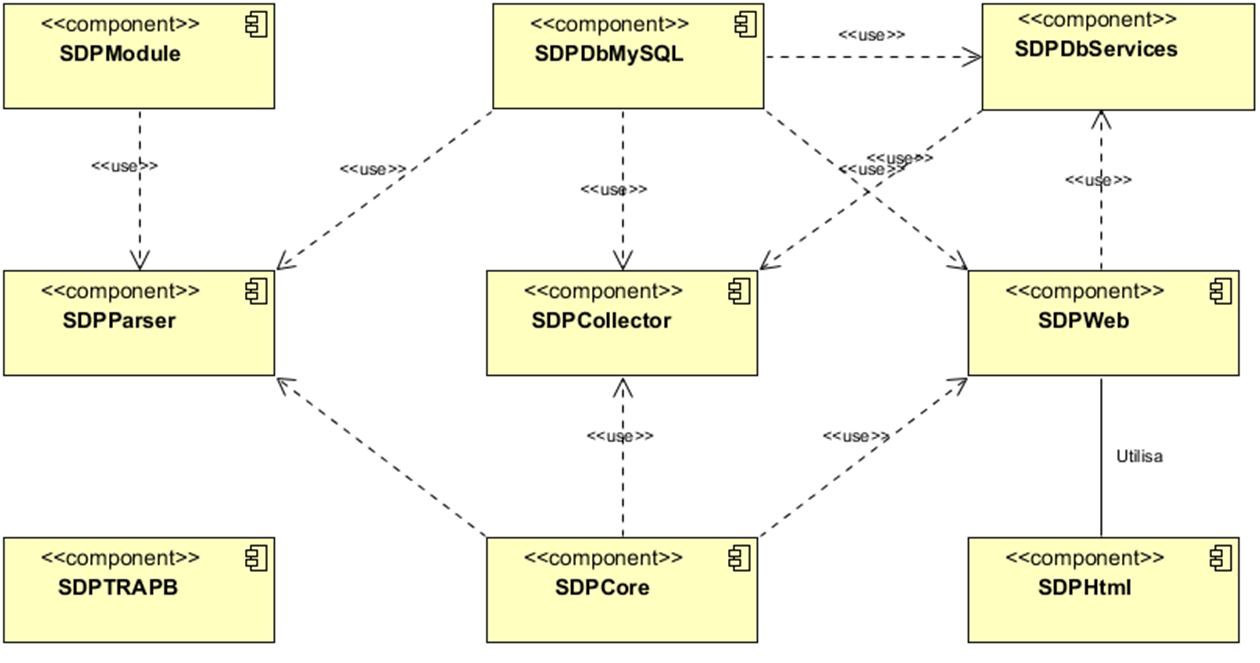 <<component>>
SDPModule
<<component>>
SDPDbMySQL
<<use>>
<<component>>
SDPDbServices
<<use>>
<<use>>
<<use>>
<<use>>
<<use>>
<<use>>
<<component>>
SDPParser
<<component>>
SDPCollector
<<component>>
SDPWeb
<<use>>
<<use>>
Utilisa
<<component>>
SDPTRAPB
<<component>>
SDPCore
<<component>>
SDPHtml